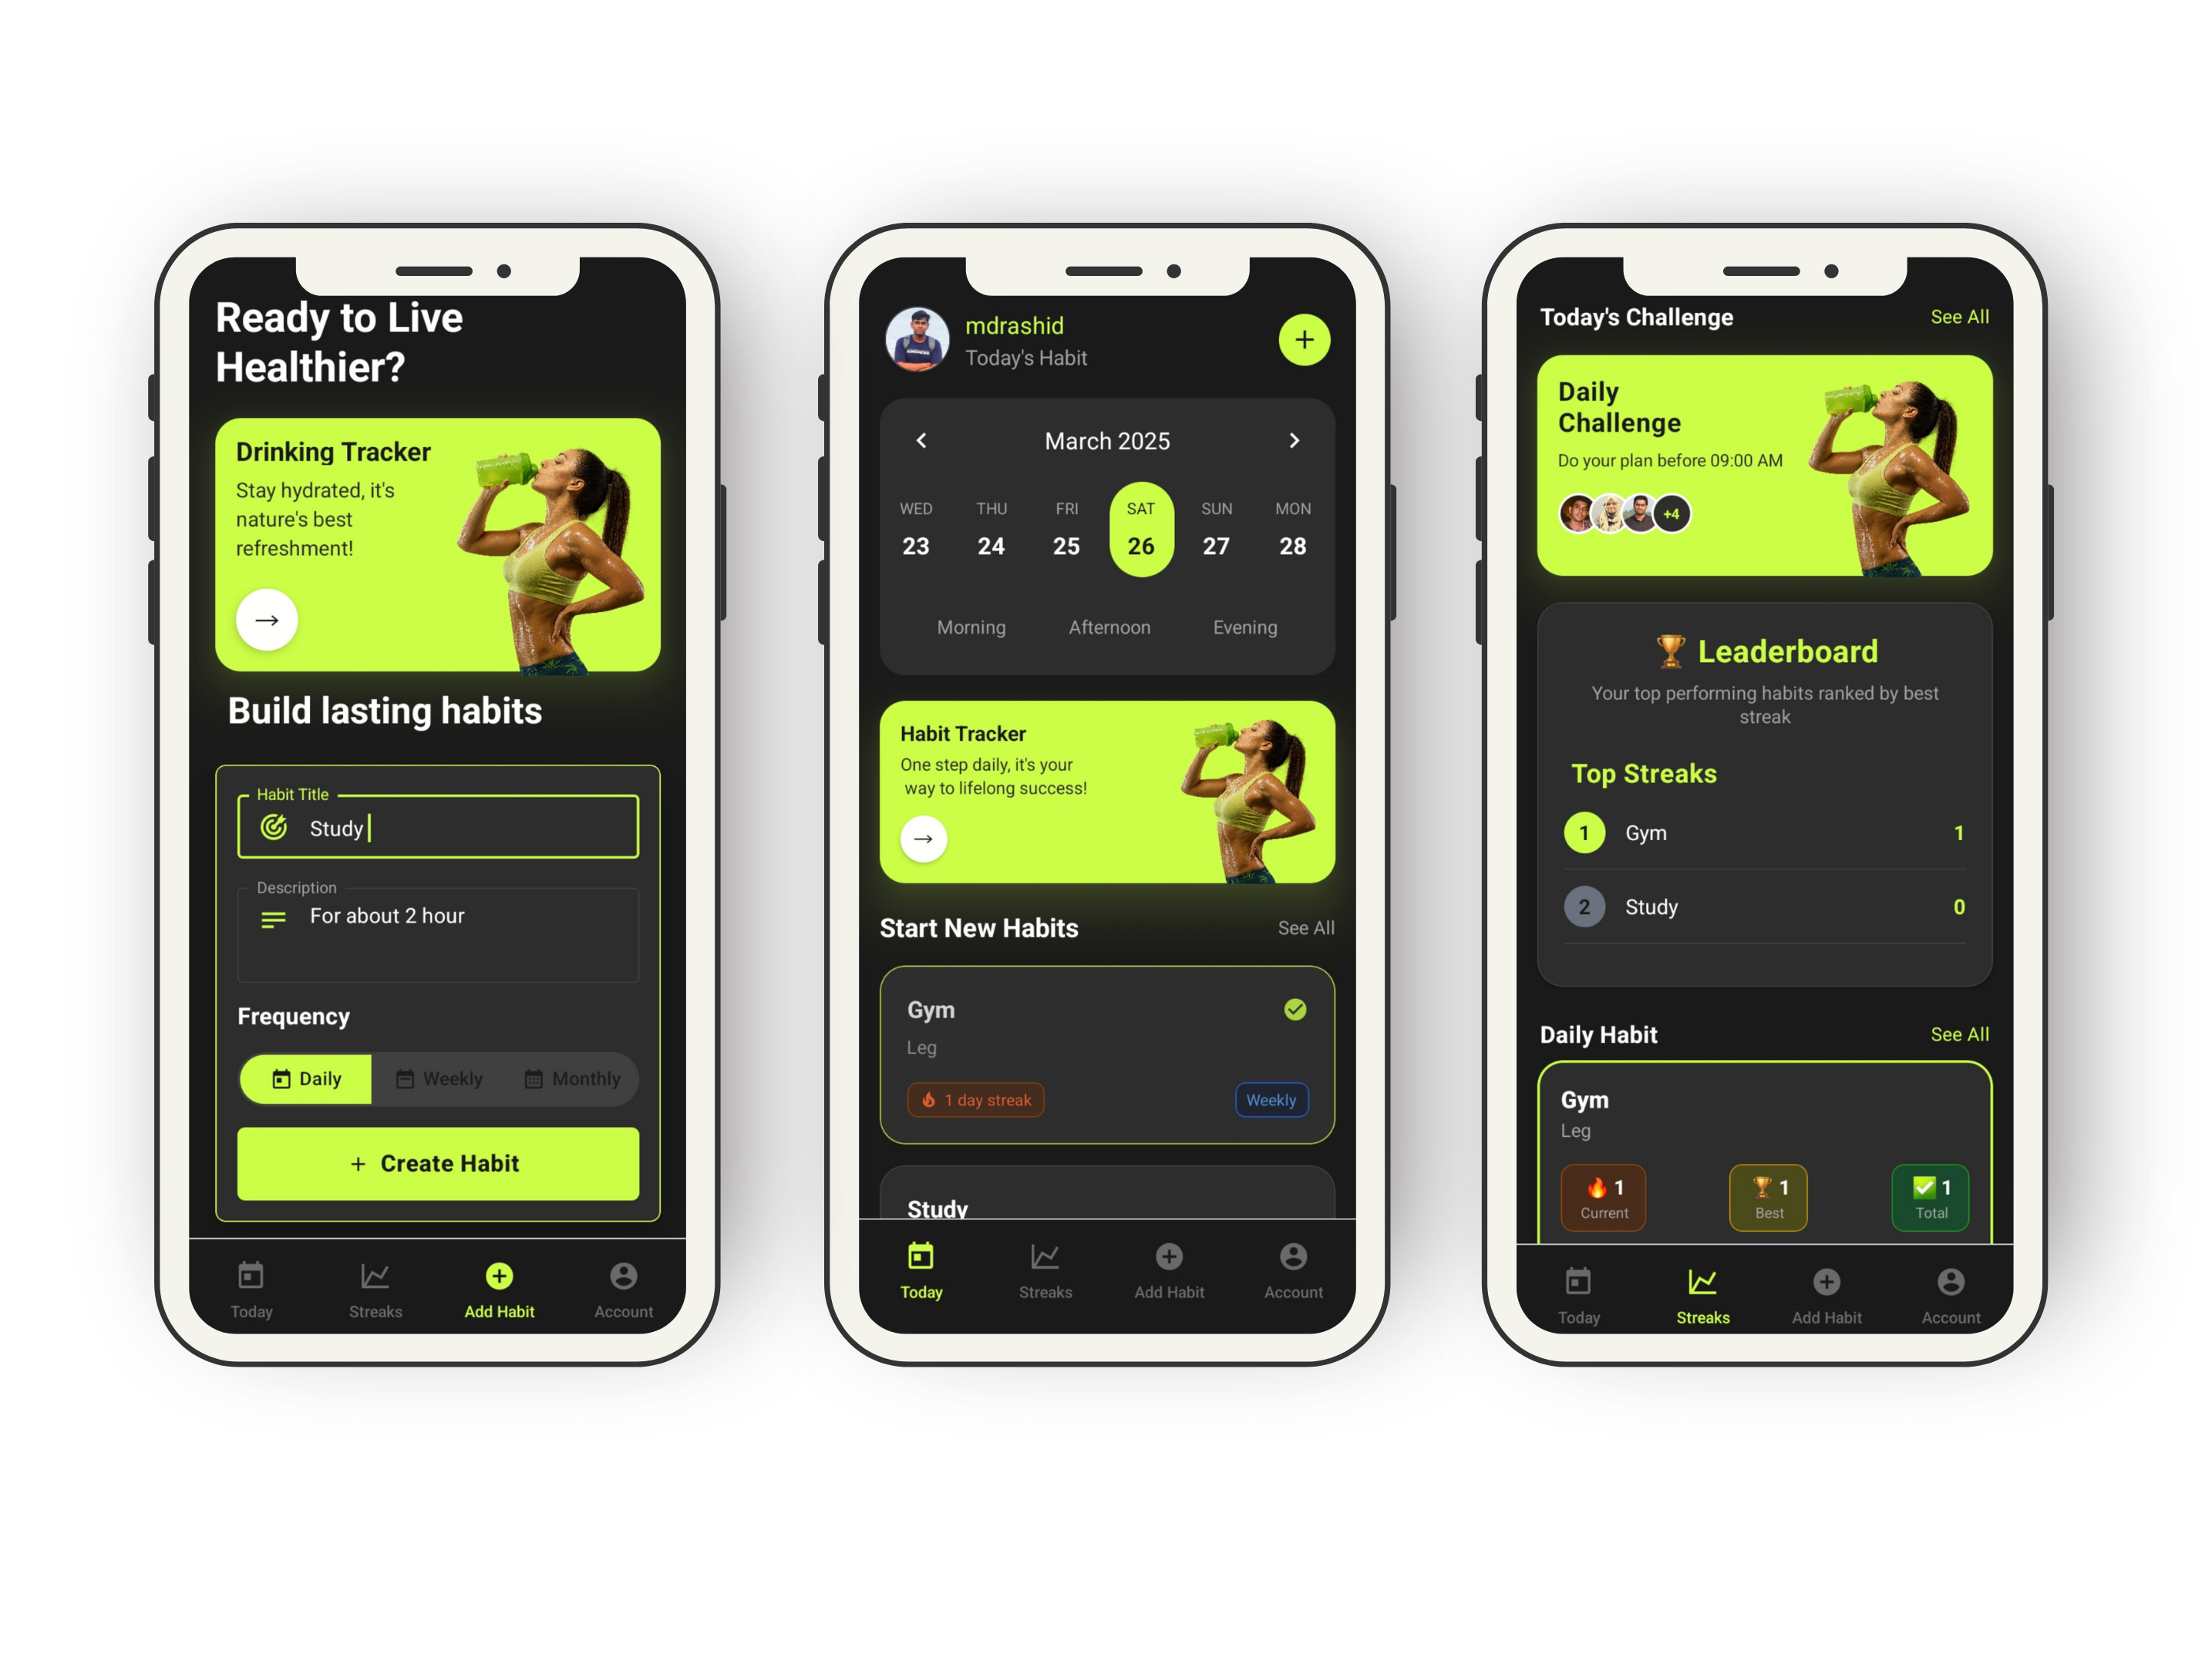 Ready to Live
Healthier?
Drinking Tracker
Stay hydrated, it's
nature's best
refreshment!
Build lasting habits
Habit Title
Study
Description
For about 2 hour
Frequency
Daily Weekly Monthly
+ Create Habit
Today Streaks Add Habit Account
mdrashid
Today's Habit
March 2025
WED THU FRI SAT SUN MON
23 24 25 26 27 28
Morning Afternoon Evening
Habit Tracker
One step daily, it's your
way to lifelong success!
Start New Habits See All
Gym
Leg
1 day streak Weekly
Study
Today Streaks Add Habit Account
Today's Challenge See All
Daily
Challenge
Do your plan before 09:00 AM
+4
🏆 Leaderboard
Your top performing habits ranked by best
streak
Top Streaks
1 Gym 1
2 Study 0
Daily Habit See All
Gym
Leg
🔥 1 🏆 1 ✅ 1
Current Best Total
Today Streaks Add Habit Account